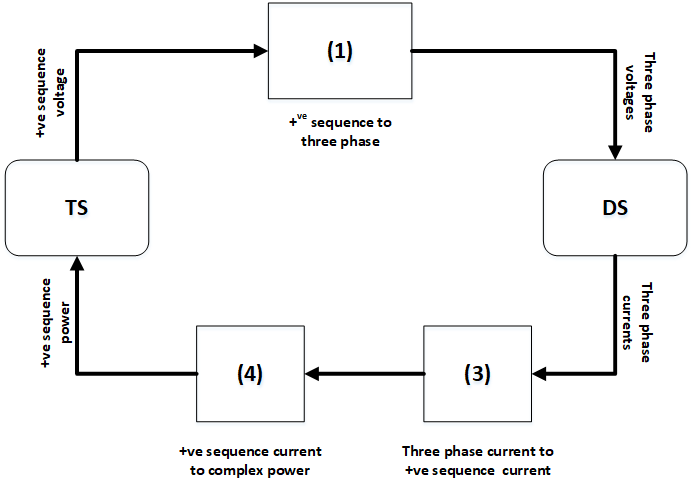 (1)
+ve sequence
voltage
Three phase
voltages
+ve sequence to
three phase
TS
DS
+ve sequence
power
Three phase
currents
(4)
(3)
+ve sequence current
to complex power
Three phase current to
+ve sequence  current